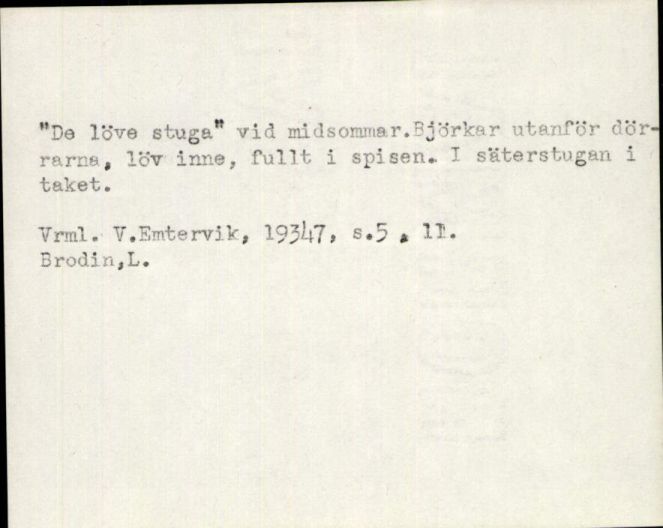 "De löve stuga" vid midsommar.Björkar utanför dör-
rarna, löv inne, fullt i spisen. I säterstugan i
taket.
Vrml. V.Emtervik, 19347, s.5 , 11.
Brodin,L.